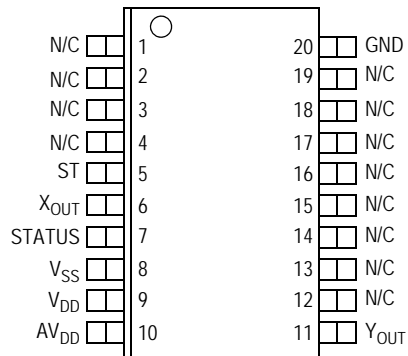 N/C 1 20 GND
N/C 2 19 N/C
N/C 3 18 N/C
N/C 4 17 N/C
ST 5 16 N/C
XOUT 6 15 N/C
STATUS 7 14 N/C
VSS 8 13 N/C
VDD 9 12 N/C
AVDD 10 11 YOUT